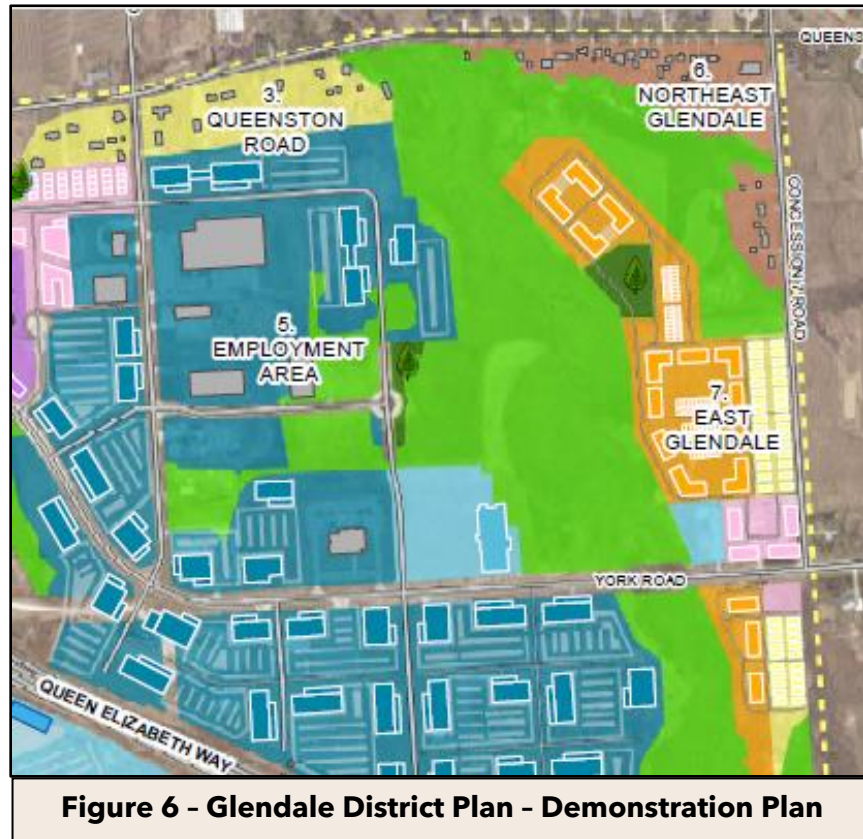 QUEENS
3.
QUEENSTON
ROAD
6.
NORTHEAST
GLENDALE
CONCESSION 7 ROAD
5.
EMPLOYMENT
AREA
7.
EAST
GLENDALE
YORK ROAD
QUEEN ELIZABETH WAY
Figure 6 - Glendale District Plan - Demonstration Plan